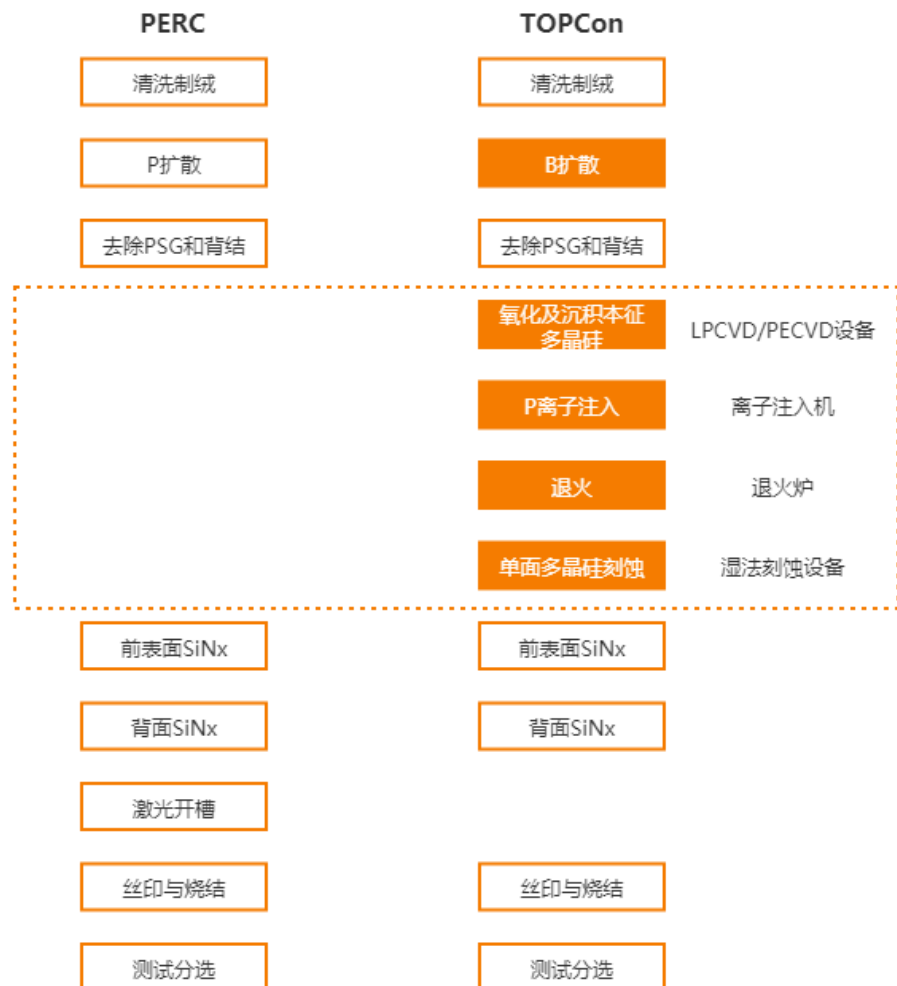 PERC TOPCon
清洗制绒 清洗制绒
P扩散 B扩散
去除PSG和背结 去除PSG和背结
氧化及沉积本征
多晶硅
LPCVD/PECVD设备
P离子注入 离子注入机
退火 退火炉
单面多晶硅刻蚀 湿法刻蚀设备
前表面SiNx 前表面SiNx
背面SiNx 背面SiNx
激光开槽
丝印与烧结 丝印与烧结
测试分选 测试分选